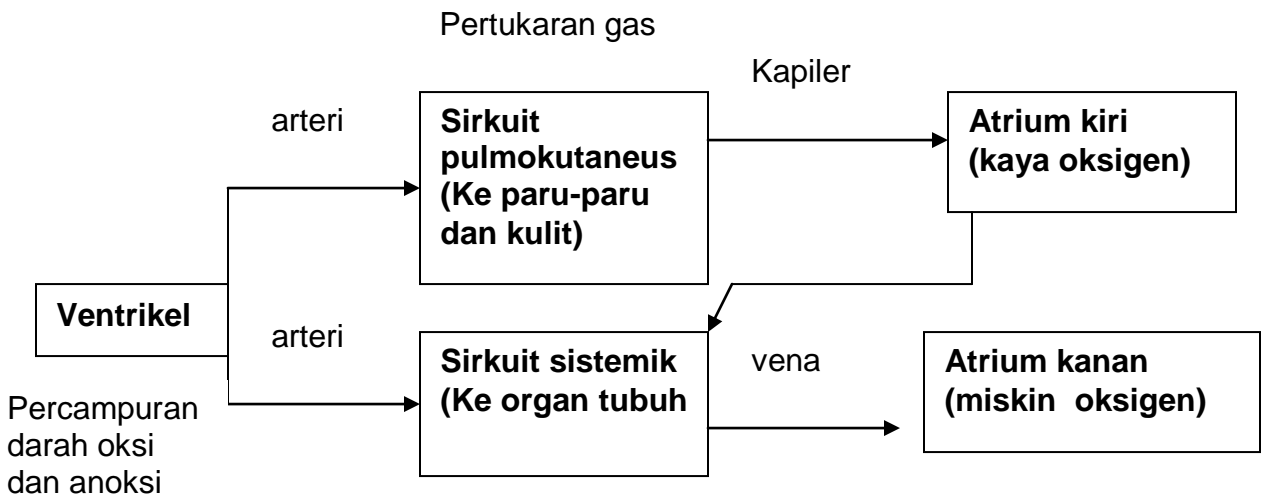 Pertukaran gas
Kapiler
arteri
Sirkuit
pulmokutaneus
(Ke paru-paru
dan kulit)
Atrium kiri
(kaya oksigen)
Ventrikel
arteri
Sirkuit sistemik
(Ke organ tubuh
vena
Atrium kanan
(miskin  oksigen)
Percampuran
darah oksi
dan anoksi